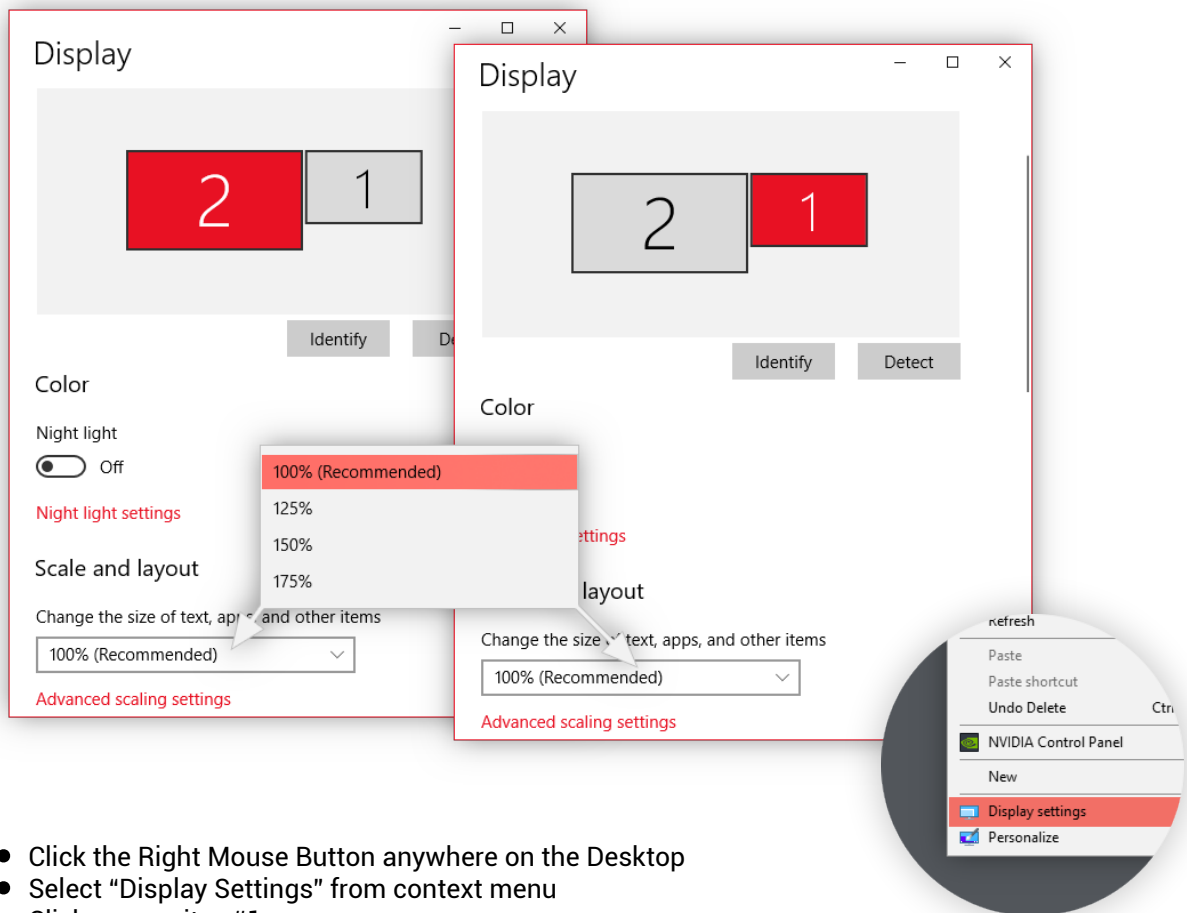 Display
2
1
Identify
Color
Night light
Off
Night light settings
Scale and layout
Change the size of text, apps, and other items
100% (Recommended)
Advanced scaling settings
100% (Recommended)
125%
150%
175%
Display
2
1
Identify
Detect
Color
ettings
layout
Change the size of text, apps, and other items
100% (Recommended)
Advanced scaling settings
Refresh
Paste
Paste shortcut
Undo Delete
NVIDIA Control Panel
New
Display settings
Personalize
Click the Right Mouse Button anywhere on the Desktop
Select “Display Settings” from context menu